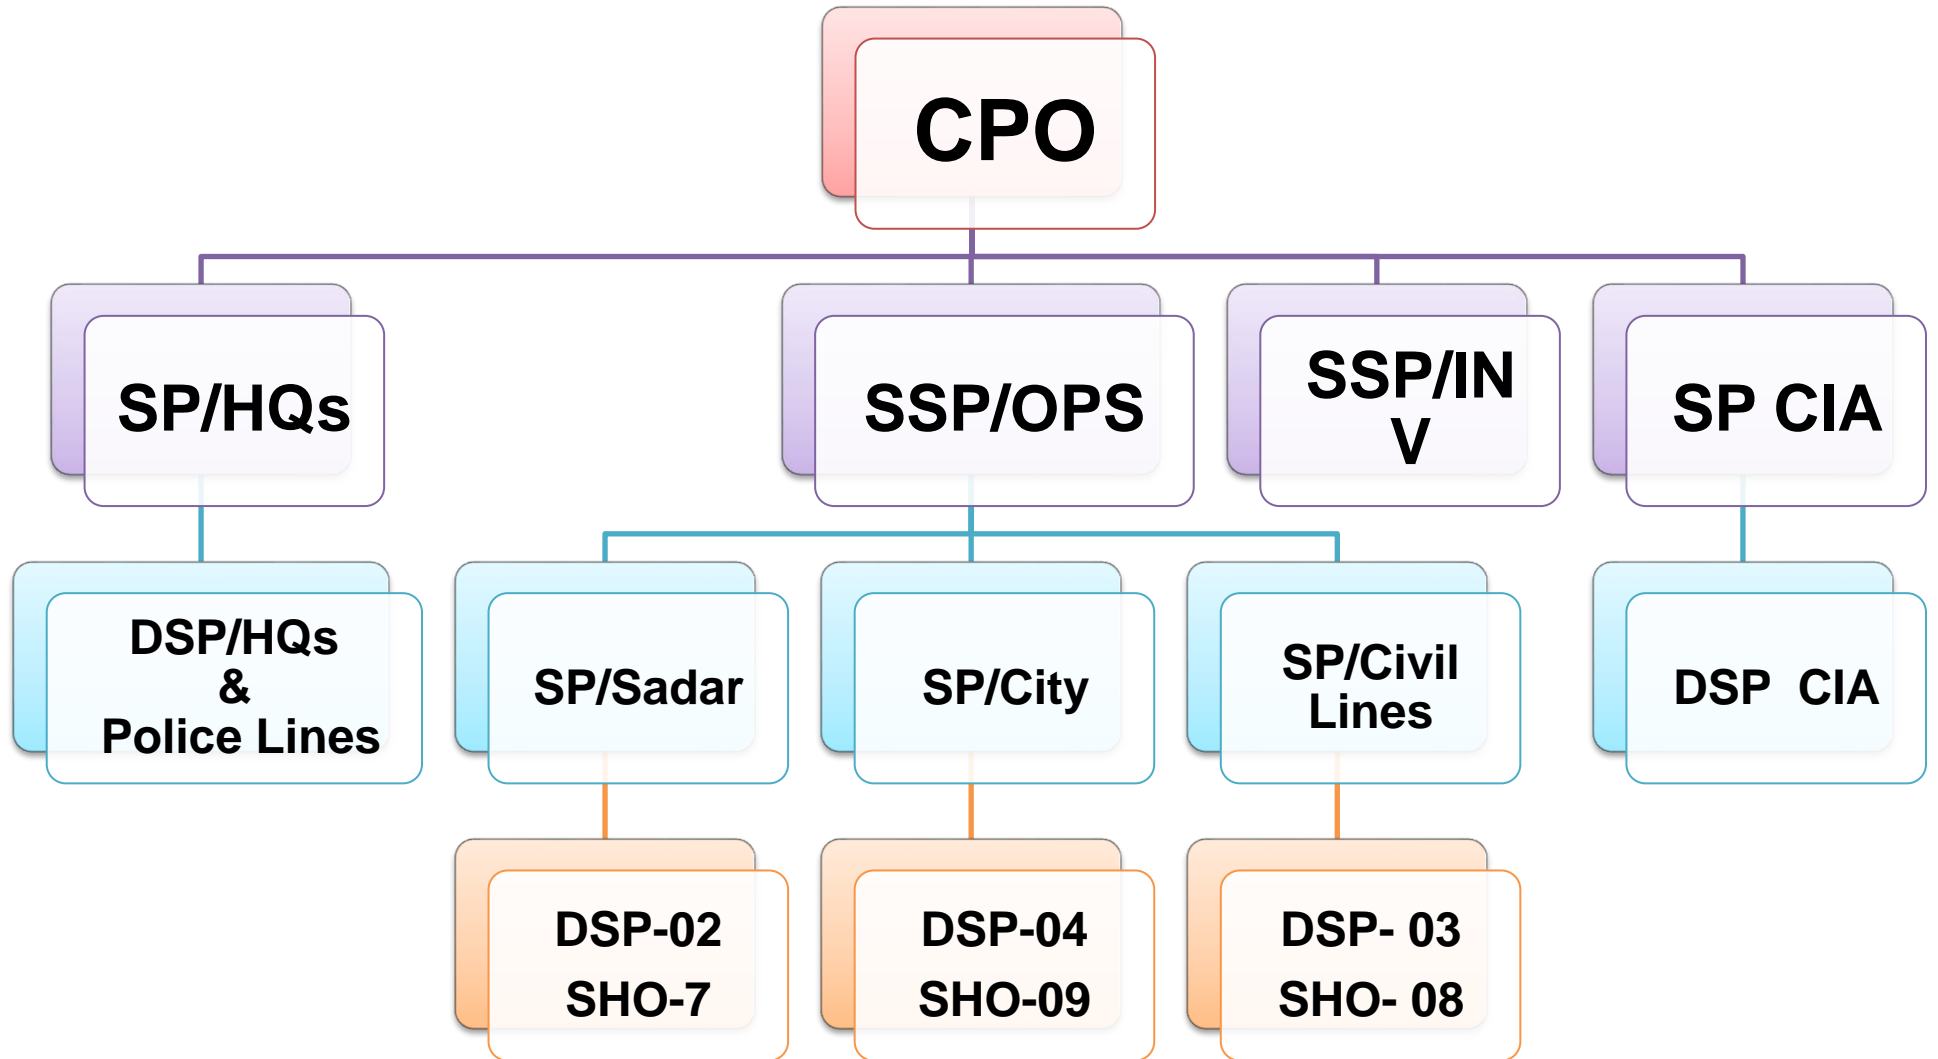 CPO
SP/HQs
SSP/OPS
SSP/IN
V
SP CIA
DSP/HQs
&
Police Lines
SP/Sadar
SP/City
SP/Civil
Lines
DSP  CIA
DSP-02
SHO-7
DSP-04
SHO-09
DSP- 03
SHO- 08